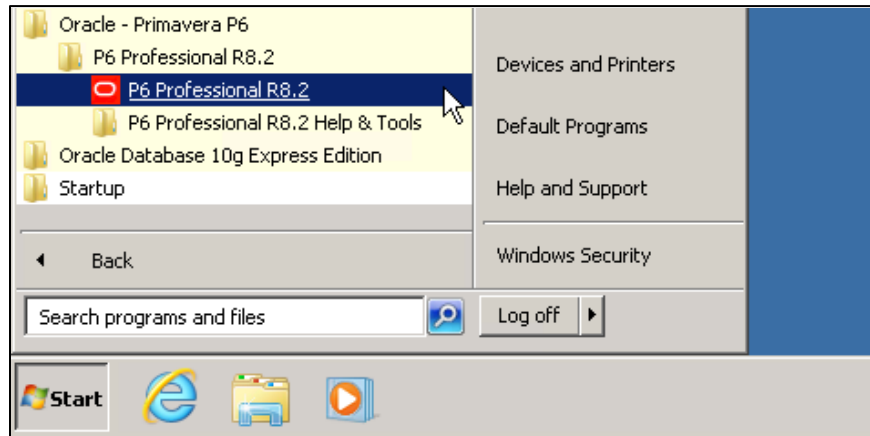 Oracle - Primavera P6
P6 Professional R8.2
P6 Professional R8.2
P6 Professional R8.2 Help & Tools
Oracle Database 10g Express Edition
Startup
Back
Search programs and files
Devices and Printers
Default Programs
Help and Support
Windows Security
Log off
Start